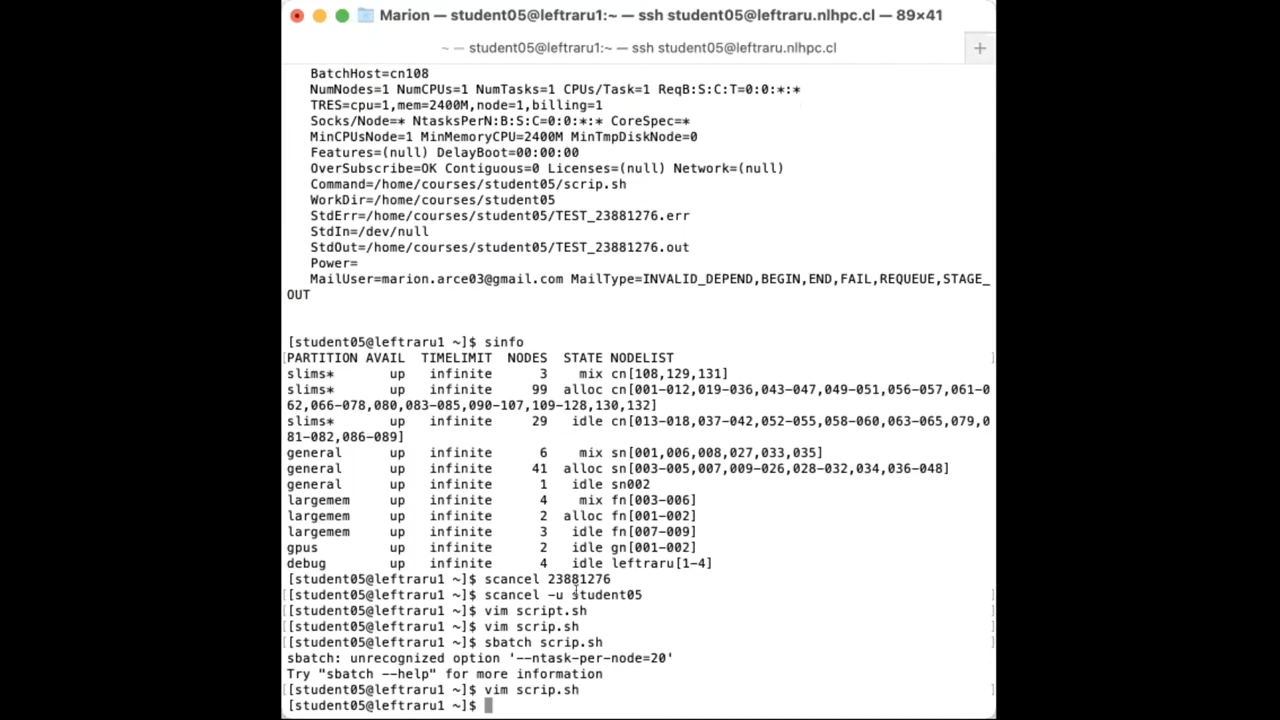 Marion — student05@leftraru1:~ — ssh student05@leftraru.nlhpc.cl — 89×41
~ — student05@leftraru1:~ — ssh student05@leftraru.nlhpc.cl
+
BatchHost=cn108
NumNodes=1 NumCPUs=1 NumTasks=1 CPUs/Task=1 ReqB:S:C:T=0:0:*:*
TRES=cpu=1,mem=2400M,node=1,billing=1
Socks/Node=* NtasksPerN:B:S:C=0:0:*:* CoreSpec=*
MinCPUsNode=1 MinMemoryCPU=2400M MinTmpDiskNode=0
Features=(null) DelayBoot=00:00:00
OverSubscribe=OK Contiguous=0 Licenses=(null) Network=(null)
Command=/home/courses/student05/scrip.sh
WorkDir=/home/courses/student05
StdErr=/home/courses/student05/TEST_23881276.err
StdIn=/dev/null
StdOut=/home/courses/student05/TEST_23881276.out
Power=
MailUser=marion.arce03@gmail.com MailType=INVALID_DEPEND,BEGIN,END,FAIL,REQUEUE,STAGE_
OUT
[student05@leftraru1 ~]$ sinfo
PARTITION AVAIL  TIMELIMIT  NODES  STATE NODELIST
slims*       up   infinite      3    mix cn[108,129,131]
slims*       up   infinite     99  alloc cn[001-012,019-036,043-047,049-051,056-057,061-0
62,066-078,080,083-085,090-107,109-128,130,132]
slims*       up   infinite     29   idle cn[013-018,037-042,052-055,058-060,063-065,079,0
81-082,086-089]
general      up   infinite      6    mix sn[001,006,008,027,033,035]
general      up   infinite     41  alloc sn[003-005,007,009-026,028-032,034,036-048]
general      up   infinite      1   idle sn002
largemem     up   infinite      4    mix fn[003-006]
largemem     up   infinite      2  alloc fn[001-002]
largemem     up   infinite      3   idle fn[007-009]
gpus         up   infinite      2   idle gn[001-002]
debug        up   infinite      4   idle leftraru[1-4]
[student05@leftraru1 ~]$ scancel 23881276
[student05@leftraru1 ~]$ scancel -u student05
[student05@leftraru1 ~]$ vim script.sh
[student05@leftraru1 ~]$ vim scrip.sh
[student05@leftraru1 ~]$ sbatch scrip.sh
sbatch: unrecognized option '--ntask-per-node=20'
Try "sbatch --help" for more information
[student05@leftraru1 ~]$ vim scrip.sh
[student05@leftraru1 ~]$